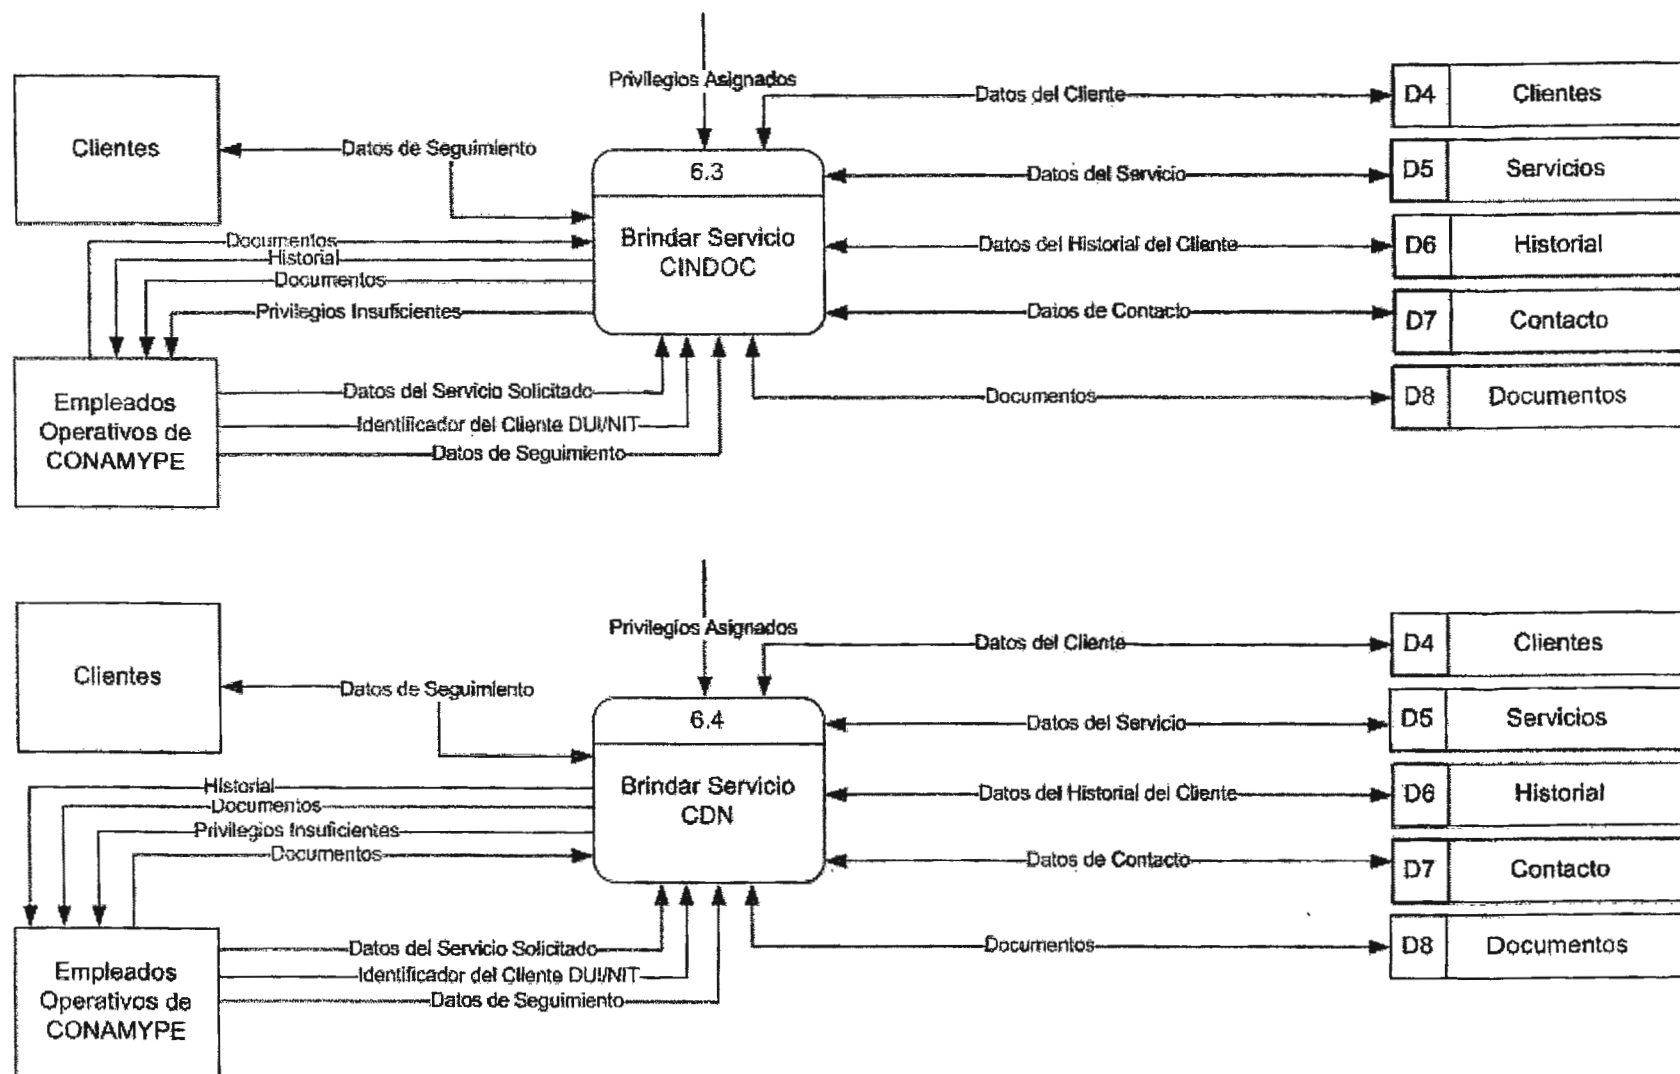 Privilegios Asignados
Datos del Cliente
D4
Clientes
Clientes
Datos de Seguimiento
6.3
Brindar Servicio
CINDOC
Datos del Servicio
D5
Servicios
Documentos
Historial
Documentos
Privilegios Insuficientes
Datos del Historial del Cliente
D6
Historial
Datos de Contacto
D7
Contacto
Empleados
Operativos de
CONAMYPE
Datos del Servicio Solicitado
Identificador del Cliente DUI/NIT
Datos de Seguimiento
Documentos
D8
Documentos
Privilegios Asignados
Datos del Cliente
D4
Clientes
Clientes
Datos de Seguimiento
6.4
Brindar Servicio
CDN
Datos del Servicio
D5
Servicios
Historial
Documentos
Privilegios Insuficientes
Documentos
Datos del Historial del Cliente
D6
Historial
Datos de Contacto
D7
Contacto
Empleados
Operativos de
CONAMYPE
Datos del Servicio Solicitado
Identificador del Cliente DUI/NIT
Datos de Seguimiento
Documentos
D8
Documentos